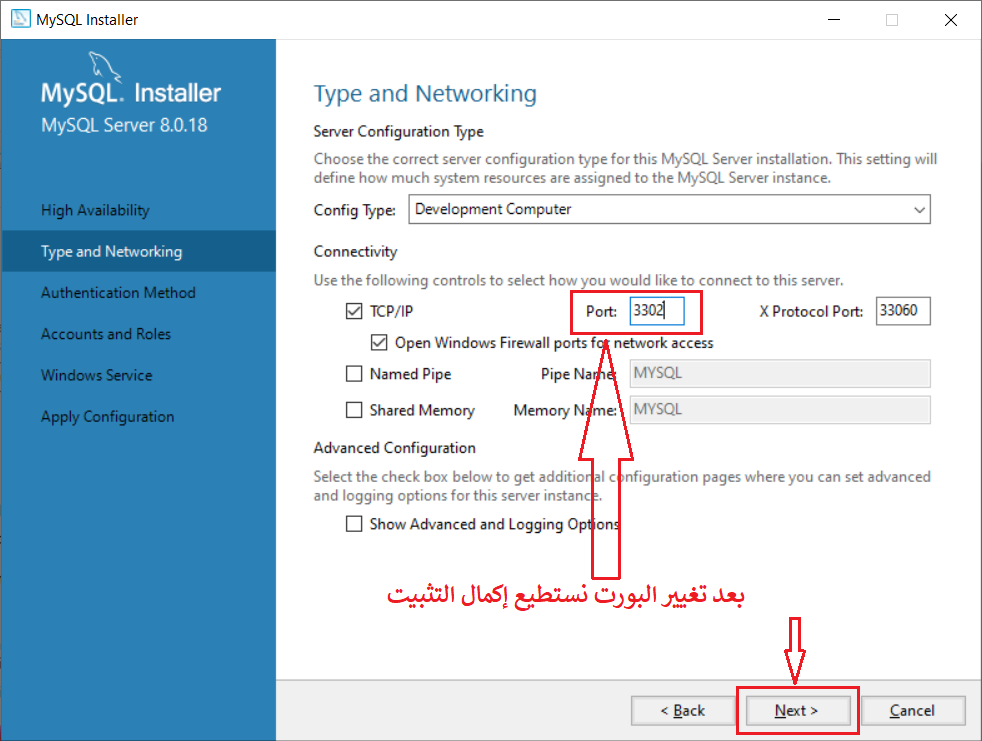 MySQL Installer
MySQL. Installer
MySQL Server 8.0.18
High Availability
Type and Networking
Authentication Method
Accounts and Roles
Windows Service
Apply Configuration
Type and Networking
Server Configuration Type
Choose the correct server configuration type for this MySQL Server installation. This setting will
define how much system resources are assigned to the MySQL Server instance.
Config Type: Development Computer
Connectivity
Use the following controls to select how you would like to connect to this server.
TCP/IP Port: 3302 X Protocol Port: 33060
Open Windows Firewall ports for network access
Named Pipe Pipe Name: MYSQL
Shared Memory Memory Name: MYSQL
Advanced Configuration
Select the check box below to get additional configuration pages where you can set advanced
and logging options for this server instance.
Show Advanced and Logging Options
بعد تغيير البورت نستطيع إكمال التثبيت
< Back Next > Cancel